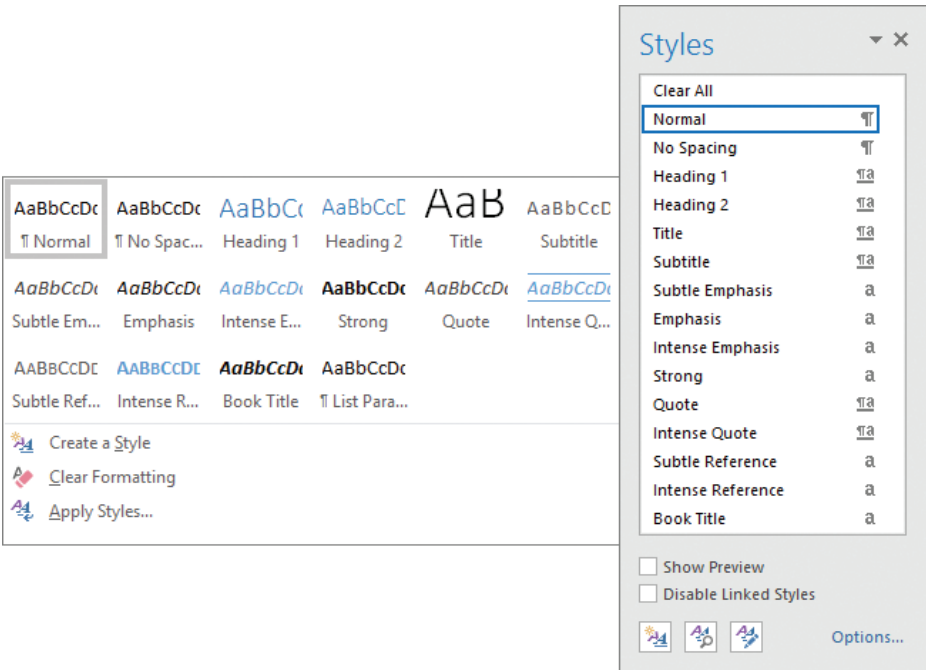 AaBbCcDc AaBbCcDc AaBbCc AaBbCcD AaB AaBbCcD
¶ Normal ¶ No Spac... Heading 1 Heading 2 Title Subtitle
AaBbCcDc AaBbCcDc AaBbCcDc AaBbCcDc AaBbCcDc AaBbCcDc
Subtle Em... Emphasis Intense E... Strong Quote Intense Q...
AABBCCDD AABBCCDD AaBbCcDc AaBbCcDc
Subtle Ref... Intense R... Book Title ¶ List Para...
Create a Style
Clear Formatting
Apply Styles...
Styles
Clear All
Normal ¶
No Spacing ¶
Heading 1 ¶a
Heading 2 ¶a
Title ¶a
Subtitle ¶a
Subtle Emphasis a
Emphasis a
Intense Emphasis a
Strong a
Quote ¶a
Intense Quote ¶a
Subtle Reference a
Intense Reference a
Book Title a
Show Preview
Disable Linked Styles
Options...